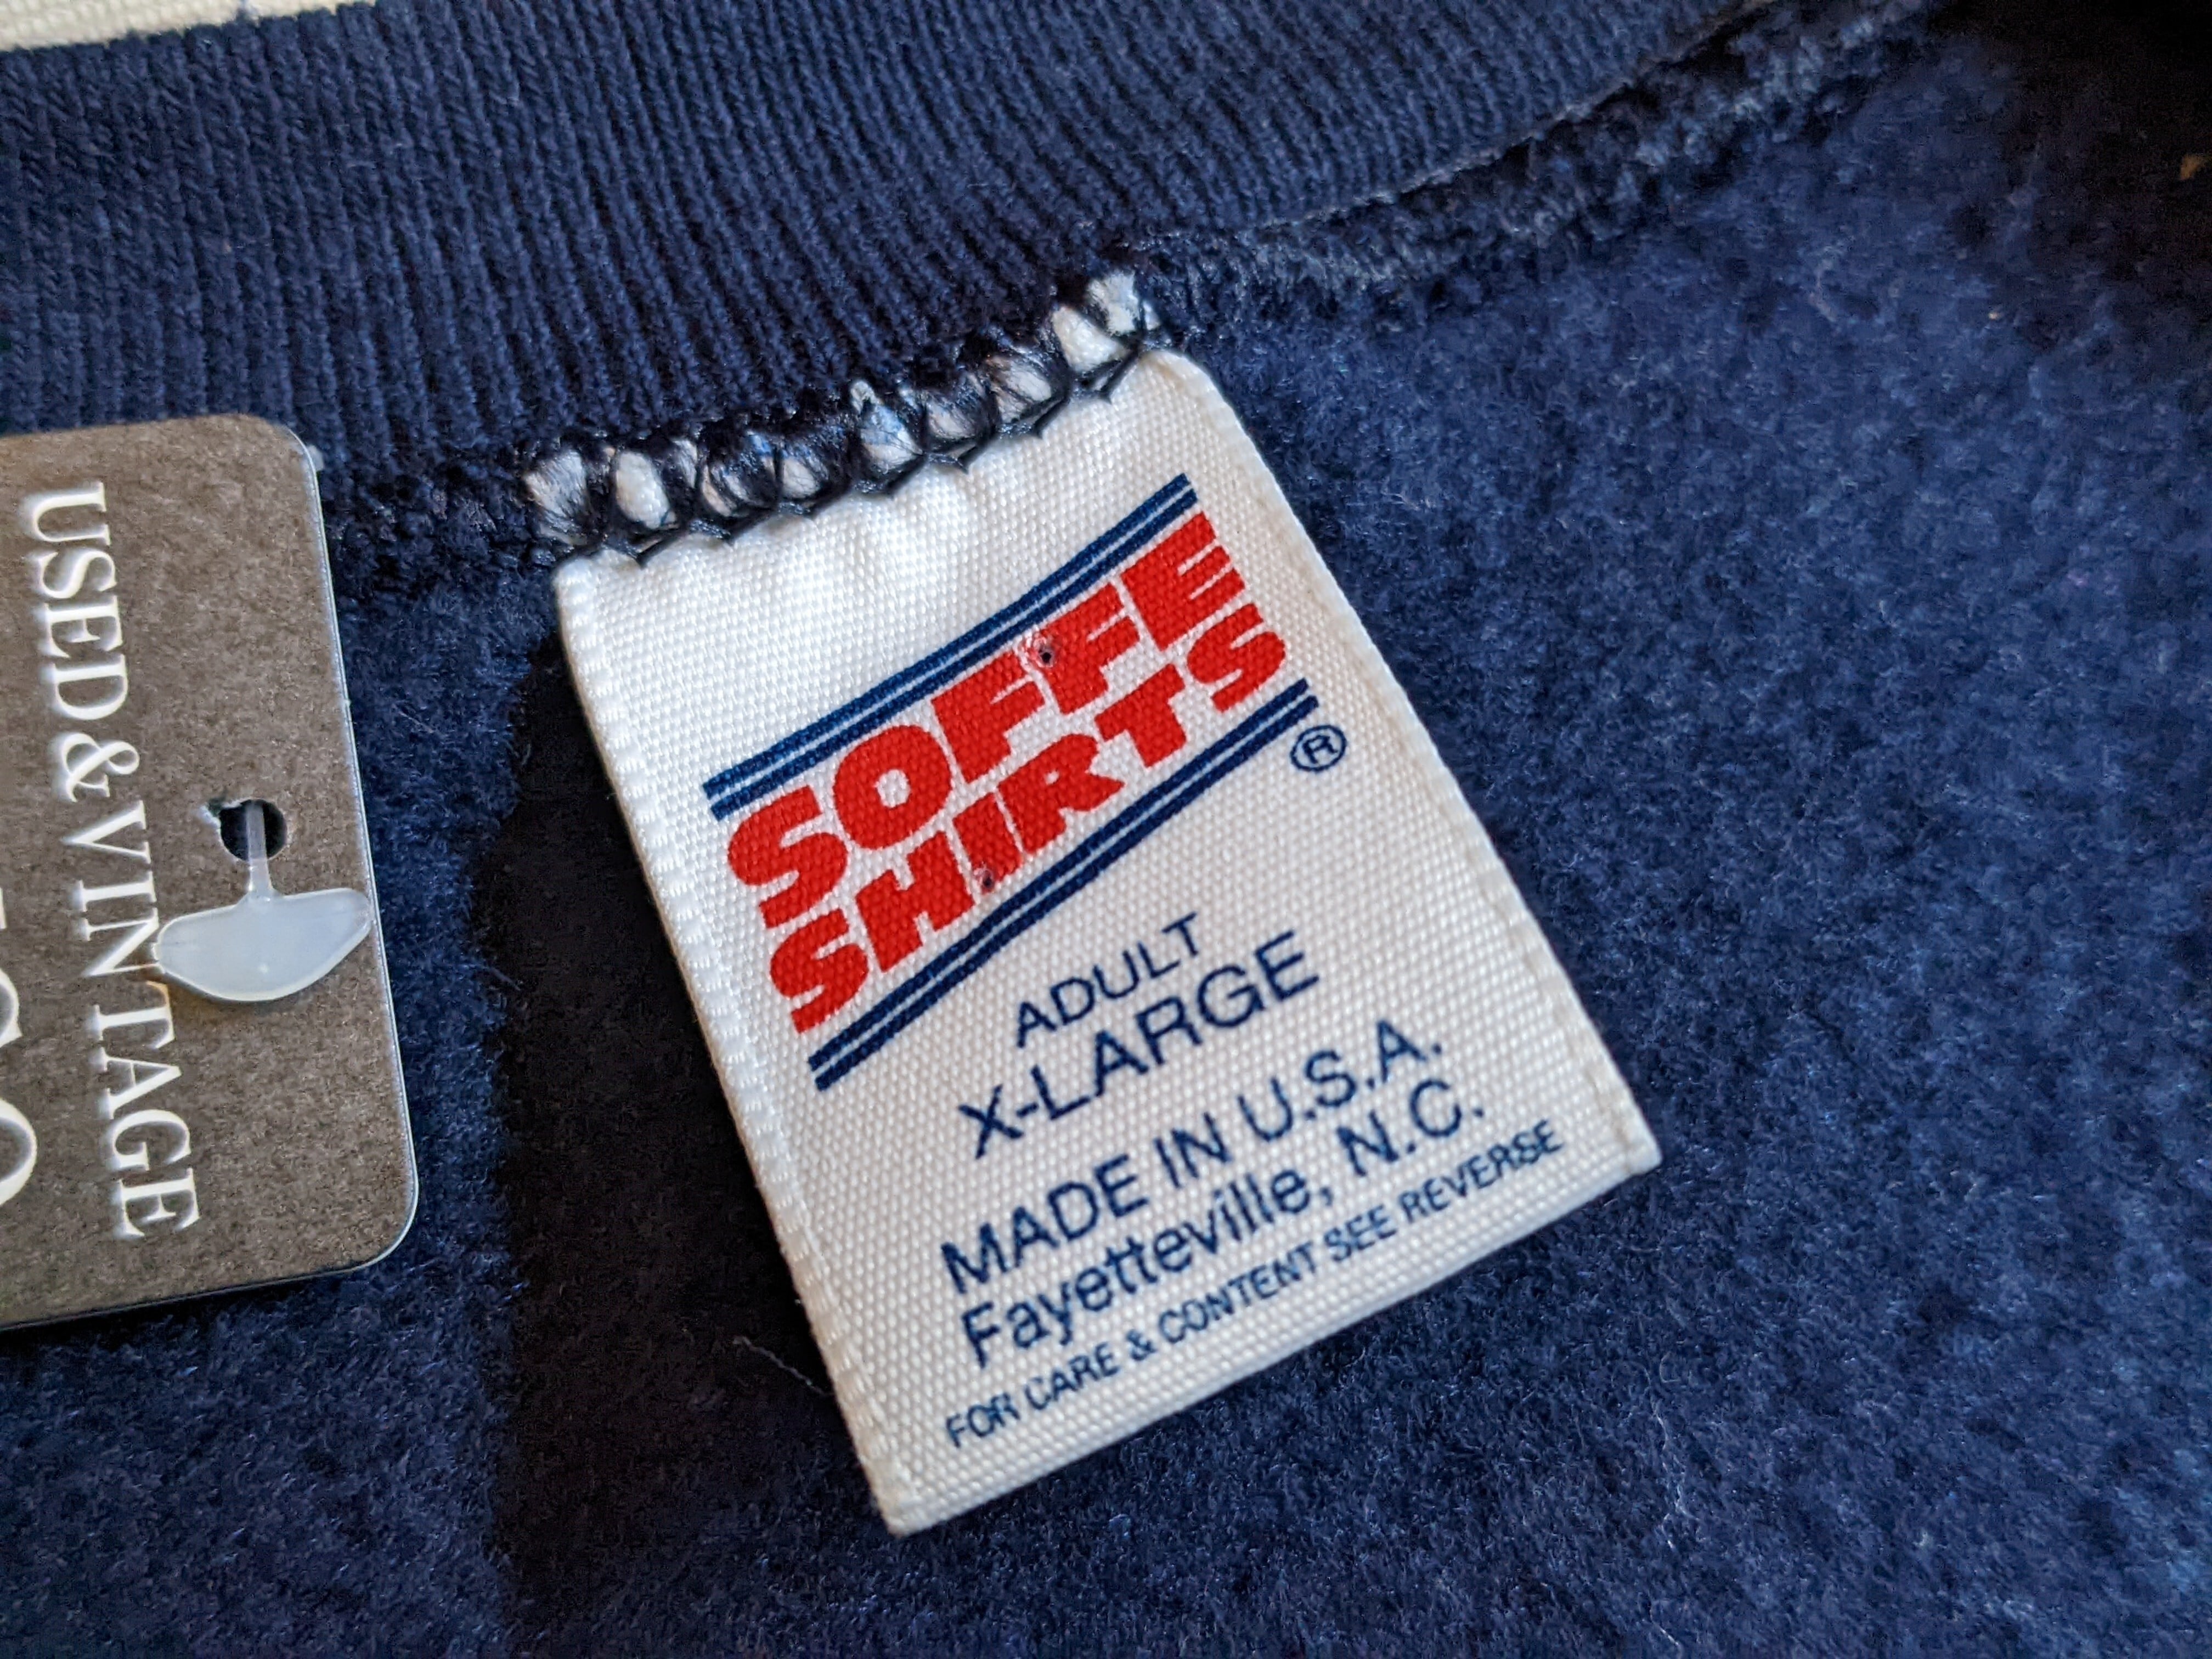 USED & VINTAGE
SOFFE
SHIRTS
®
ADULT
X-LARGE
MADE IN U.S.A.
Fayetteville, N.C.
FOR CARE & CONTENT SEE REVERSE